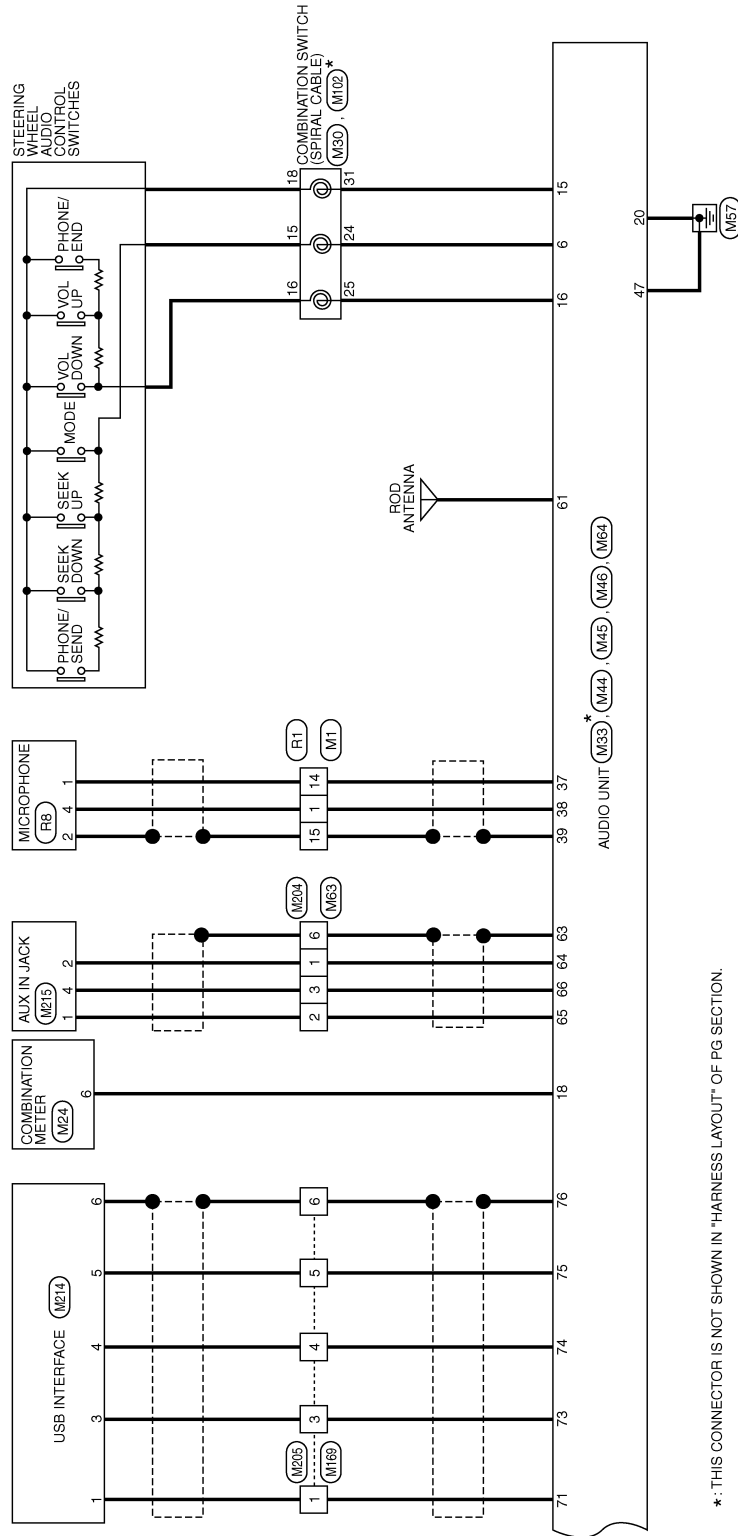 USB INTERFACE
M214
1
3
4
5
6
M205
M169
1
3
4
5
6
71
73
74
75
76
COMBINATION
METER
M24
6
18
AUX IN JACK
M215
1
4
2
M204
M63
2
3
1
6
65
66
64
63
MICROPHONE
R8
2
4
1
R1
M1
15
1
14
39
38
37
STEERING
WHEEL
AUDIO
CONTROL
SWITCHES
PHONE/
SEND
SEEK
DOWN
SEEK
UP
MODE
VOL
DOWN
VOL
UP
PHONE/
END
COMBINATION SWITCH
(SPIRAL CABLE)
M30 , M102 *
16
15
18
25
24
31
16
6
15
ROD
ANTENNA
61
AUDIO UNIT M33 * , M44 , M45 , M46 , M64
47
20
M57
* : THIS CONNECTOR IS NOT SHOWN IN "HARNESS LAYOUT" OF PG SECTION.